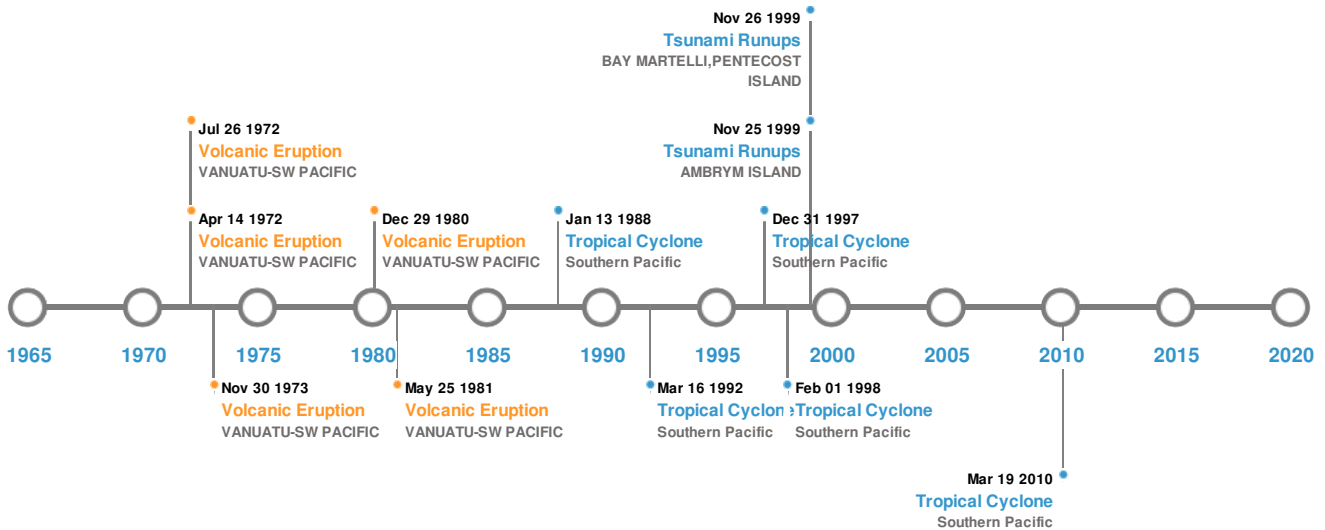 Nov 26 1999
Tsunami Runups
BAY MARTELLI,PENTECOST
ISLAND
Jul 26 1972
Volcanic Eruption
VANUATU-SW PACIFIC
Nov 25 1999
Tsunami Runups
AMBRYM ISLAND
Apr 14 1972
Volcanic Eruption
VANUATU-SW PACIFIC
Dec 29 1980
Volcanic Eruption
VANUATU-SW PACIFIC
Jan 13 1988
Tropical Cyclone
Southern Pacific
Dec 31 1997
Tropical Cyclone
Southern Pacific
1965 1970 1975 1980 1985 1990 1995 2000 2005 2010 2015 2020
Nov 30 1973
Volcanic Eruption
VANUATU-SW PACIFIC
May 25 1981
Volcanic Eruption
VANUATU-SW PACIFIC
Mar 16 1992
Tropical Cyclone
Southern Pacific
Feb 01 1998
Tropical Cyclone
Southern Pacific
Mar 19 2010
Tropical Cyclone
Southern Pacific